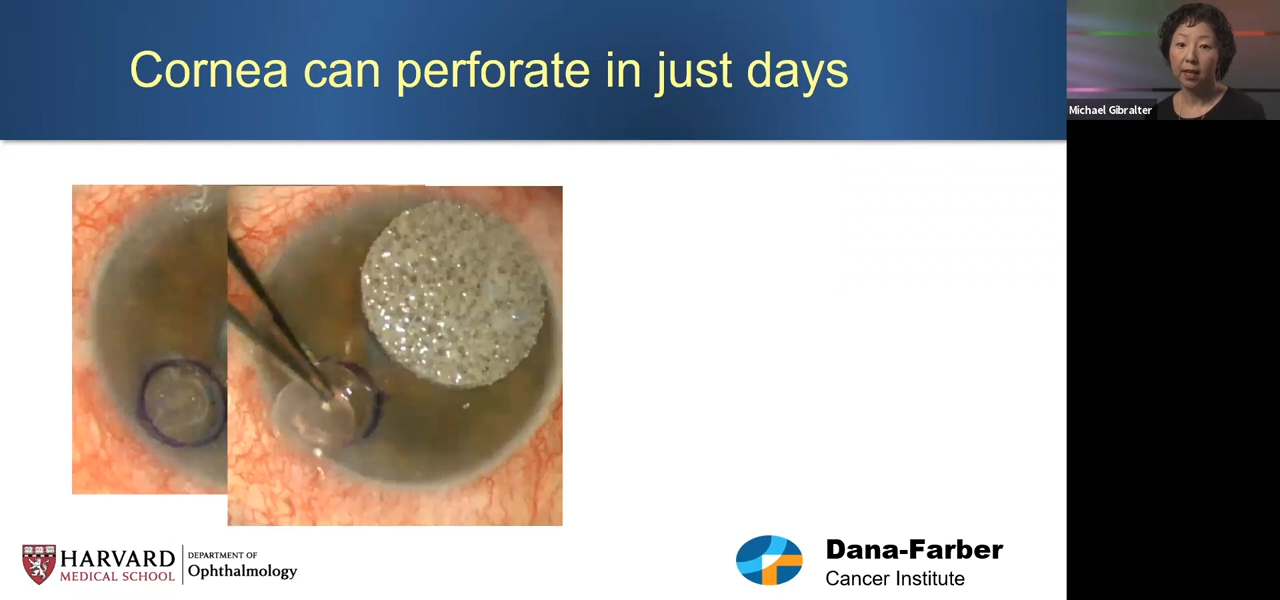 Cornea can perforate in just days
Michael Gibralter
HARVARD
MEDICAL SCHOOL
DEPARTMENT OF
Ophthalmology
Dana-Farber
Cancer Institute